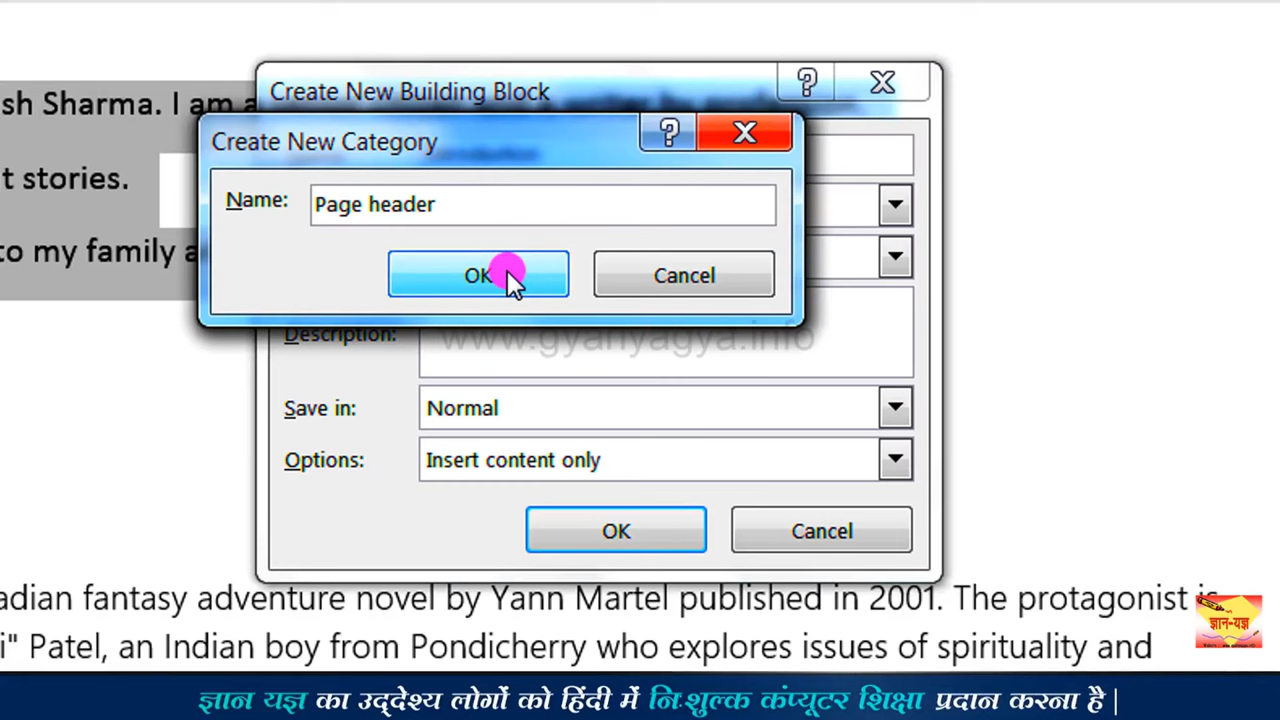 Create New Building Block
sh Sharma. I am a
Create New Category
Name:
Page header
t stories.
to my family a
OK
Cancel
Description:
www.gyanyagya.info
Save in:
Normal
Options:
Insert content only
OK
Cancel
adian fantasy adventure novel by Yann Martel published in 2001. The protagonist is
i" Patel, an Indian boy from Pondicherry who explores issues of spirituality and
ज्ञान-यज्ञ
ज्ञान यज्ञ का उद्देश्य लोगों को हिंदी में निःशुल्क कंप्यूटर शिक्षा प्रदान करना है |